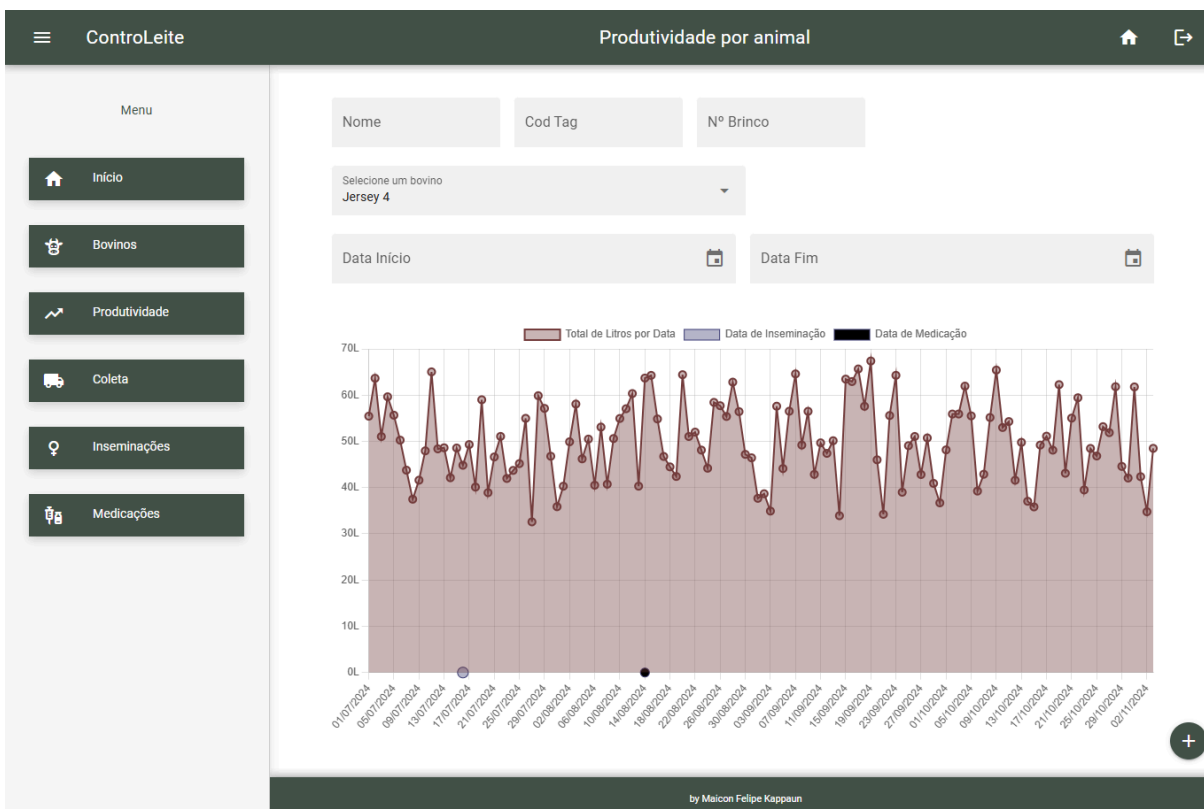 ControLeite
Produtividade por animal
Menu
Início
Bovinos
Produtividade
Coleta
Inseminações
Medicações
Nome
Cod Tag
Nº Brinco
Selecione um bovino
Jersey 4
Data Início
Data Fim
Total de Litros por Data
Data de Inseminação
Data de Medicação
70L
60L
50L
40L
30L
20L
10L
0L
01/07/2024
05/07/2024
09/07/2024
13/07/2024
17/07/2024
21/07/2024
25/07/2024
29/07/2024
02/08/2024
06/08/2024
10/08/2024
14/08/2024
18/08/2024
22/08/2024
26/08/2024
30/08/2024
03/09/2024
07/09/2024
11/09/2024
15/09/2024
19/09/2024
23/09/2024
27/09/2024
01/10/2024
05/10/2024
09/10/2024
13/10/2024
17/10/2024
21/10/2024
25/10/2024
29/10/2024
02/11/2024
by Maicon Felipe Kappaun